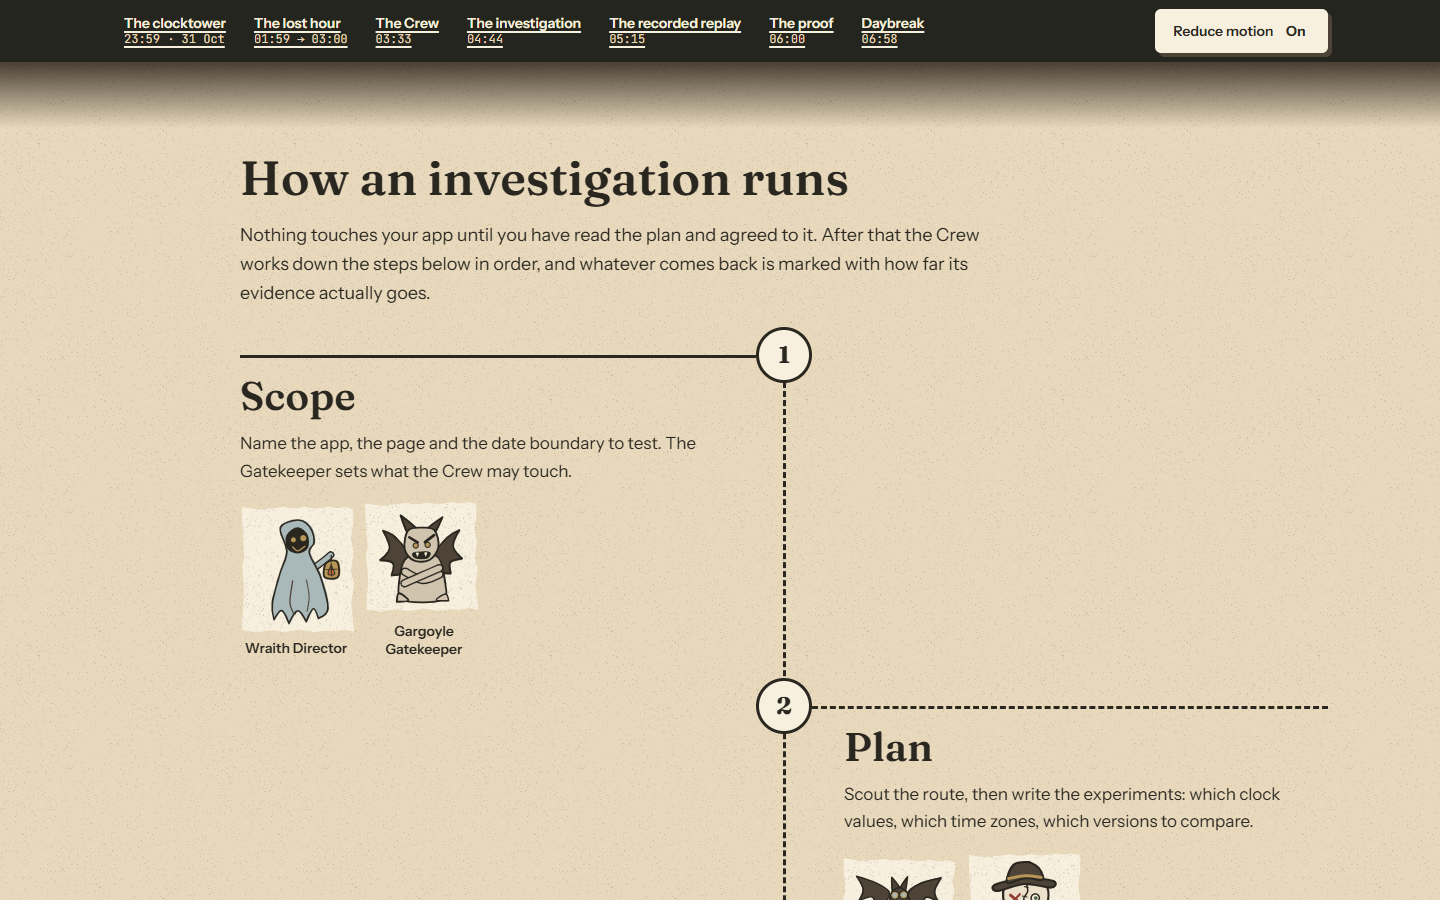 The clocktower
23:59 · 31 Oct
The lost hour
01:59 → 03:00
The Crew
03:33
The investigation
04:44
The recorded replay
05:15
The proof
06:00
Daybreak
06:58
Reduce motion On
How an investigation runs
Nothing touches your app until you have read the plan and agreed to it. After that the Crew
works down the steps below in order, and whatever comes back is marked with how far its
evidence actually goes.
1
Scope
Name the app, the page and the date boundary to test. The
Gatekeeper sets what the Crew may touch.
Wraith Director
Gargoyle
Gatekeeper
2
Plan
Scout the route, then write the experiments: which clock
values, which time zones, which versions to compare.